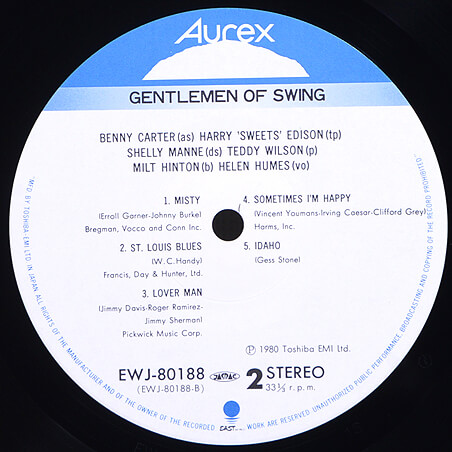 Aurex
GENTLEMEN OF SWING
BENNY CARTER(as) HARRY 'SWEETS' EDISON(tp)
SHELLY MANNE(ds) TEDDY WILSON(p)
MILT HINTON(b) HELEN HUMES(vo)
1. MISTY
(Erroll Garner-Johnny Burke)
Bregman, Vocco and Conn Inc.
2. ST. LOUIS BLUES
(W.C. Handy)
Francis, Day & Hunter, Ltd.
3. LOVER MAN
(Jimmy Davis-Roger Ramirez-
Jimmy Sherman)
Pickwick Music Corp.
4. SOMETIMES I'M HAPPY
(Vincent Youmans-Irving Caesar-Clifford Grey)
Harms, Inc.
5. IDAHO
(Gess Stone)
Ⓟ 1980 Toshiba EMI Ltd.
EWJ-80188
(EWJ-80188-B)
JASRAC
2 STEREO
33⅓ r. p. m.
EAST
MF'D BY TOSHIBA EMI LTD IN JAPAN ALL RIGHTS OF THE MANUFACTURER AND OF THE OWNER OF THE RECORDED WORK ARE RESERVED UNAUTHORIZED PUBLIC PERFORMANCE, BROADCASTING AND COPYING OF THE RECORD PROHIBITED